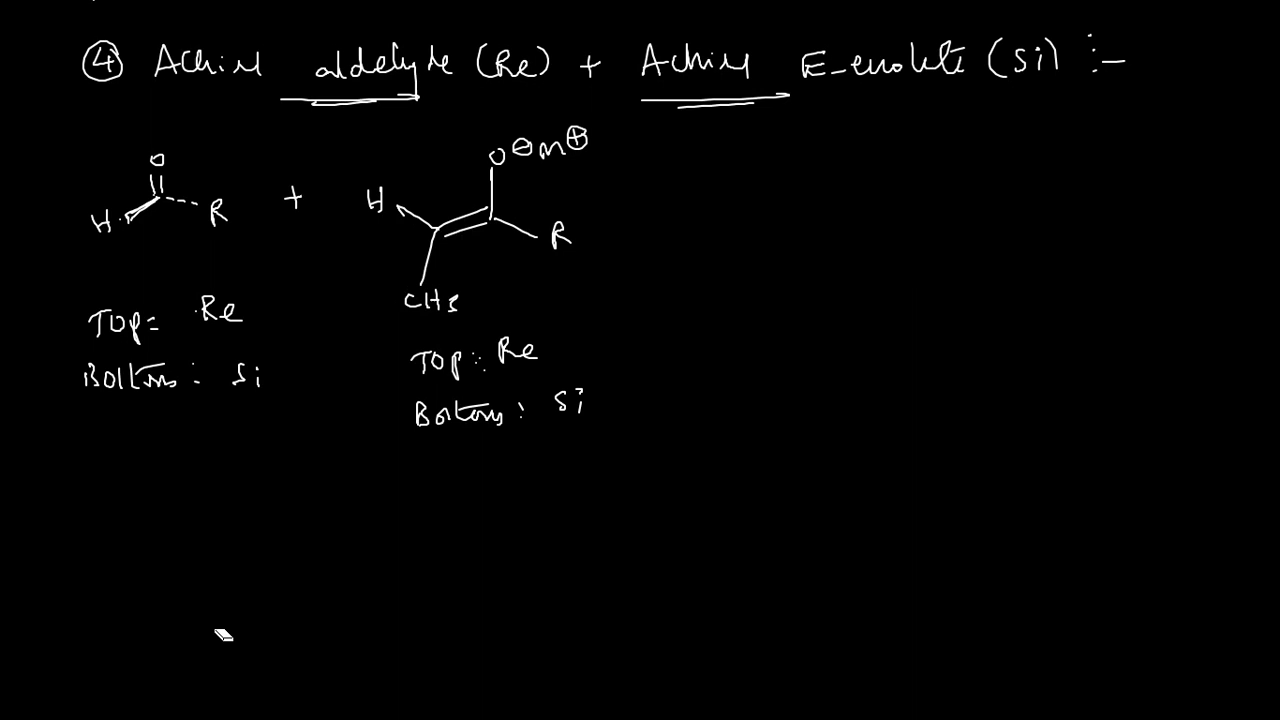 ④ Achiral aldehyde (Re) + Achiral E-enolate (Si) :-
O
O ⊖ M ⊕
H R + H R
CH3
Top = Re
Bottom : Si
Top : Re
Bottom : Si